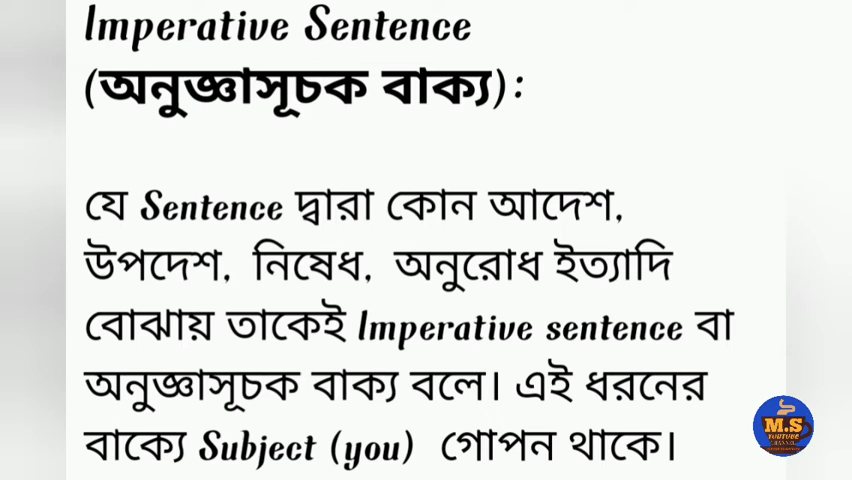 Imperative Sentence
(অনুজ্ঞাসূচক বাক্য):
যে Sentence দ্বারা কোন আদেশ,
উপদেশ, নিষেধ, অনুরোধ ইত্যাদি
বোঝায় তাকেই Imperative sentence বা
অনুজ্ঞাসূচক বাক্য বলে। এই ধরনের
বাক্যে Subject (you) গোপন থাকে।
M.S
YOUTUBE